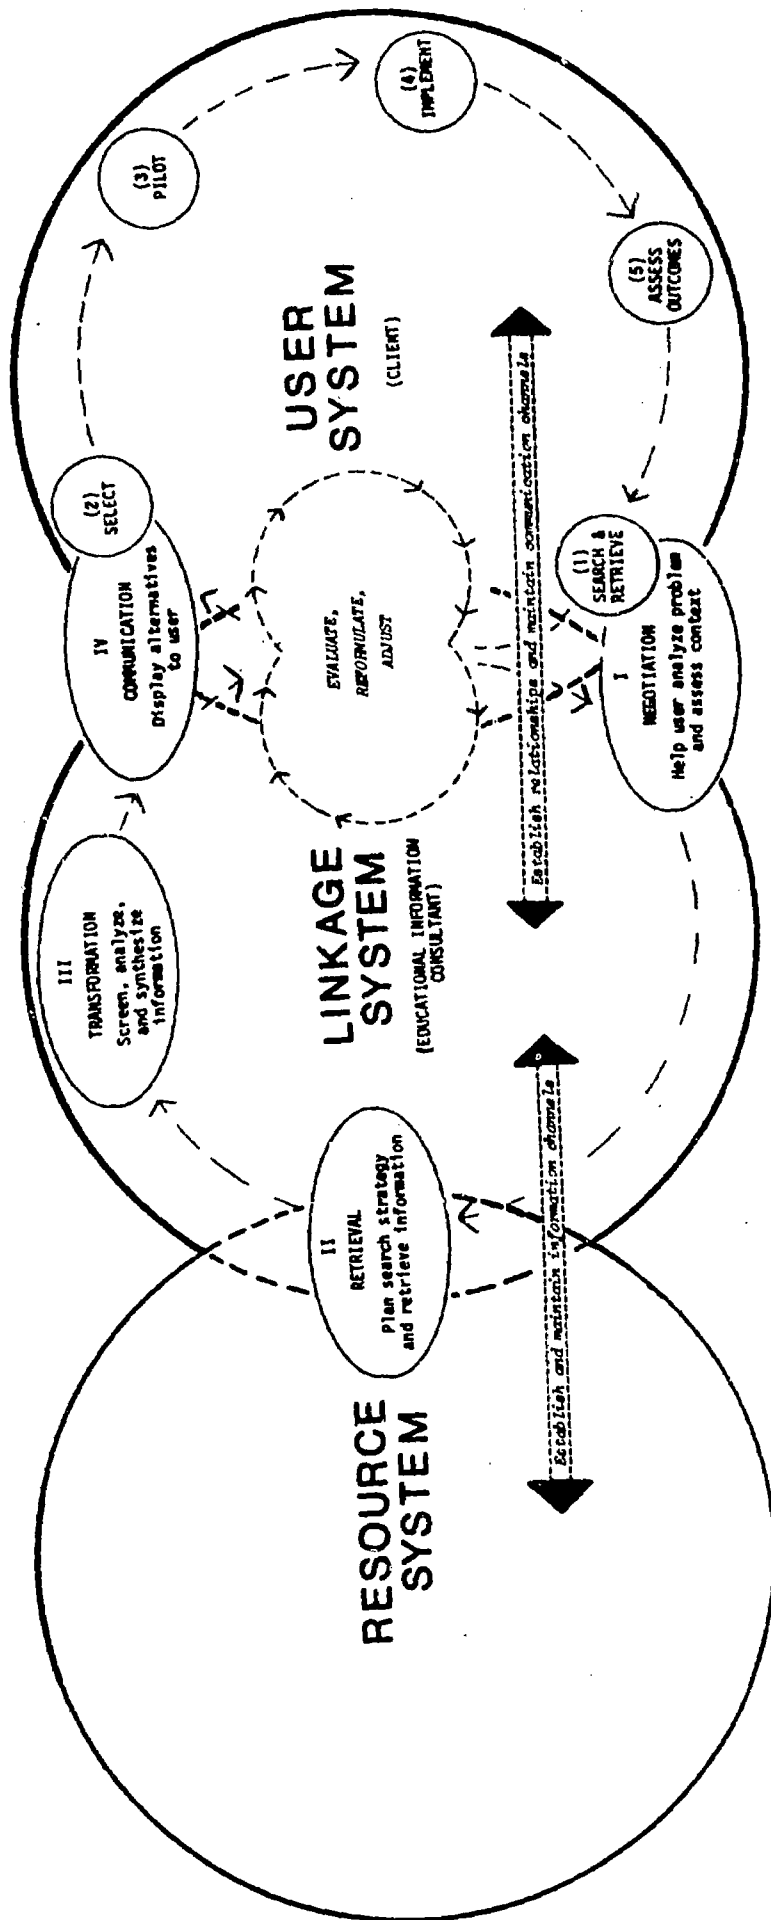 RESOURCE
SYSTEM
II
RETRIEVAL
Plan search strategy
and retrieve information
Establish and maintain information channels
III
TRANSFORMATION
Screen, analyze,
and synthesize
information
LINKAGE
SYSTEM
(EDUCATIONAL INFORMATION
CONSULTANT)
IV
COMMUNICATION
Display alternatives
to user
EVALUATE,
REFORMULATE,
ADJUST
Establish relationships and maintain communication channels
I
NEGOTIATION
Help user analyze problem
and assess context
(1)
SEARCH &
RETRIEVE
(2)
SELECT
USER
SYSTEM
(CLIENT)
(3)
PILOT
(4)
IMPLEMENT
(5)
ASSESS
OUTCOMES